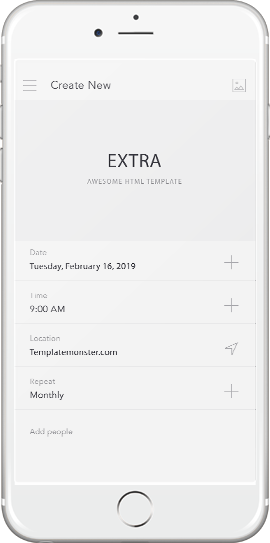 Create New
EXTRA
AWESOME HTML TEMPLATE
Date
Tuesday, February 16, 2019
Time
9:00 AM
Location
Templatemonster.com
Repeat
Monthly
Add people